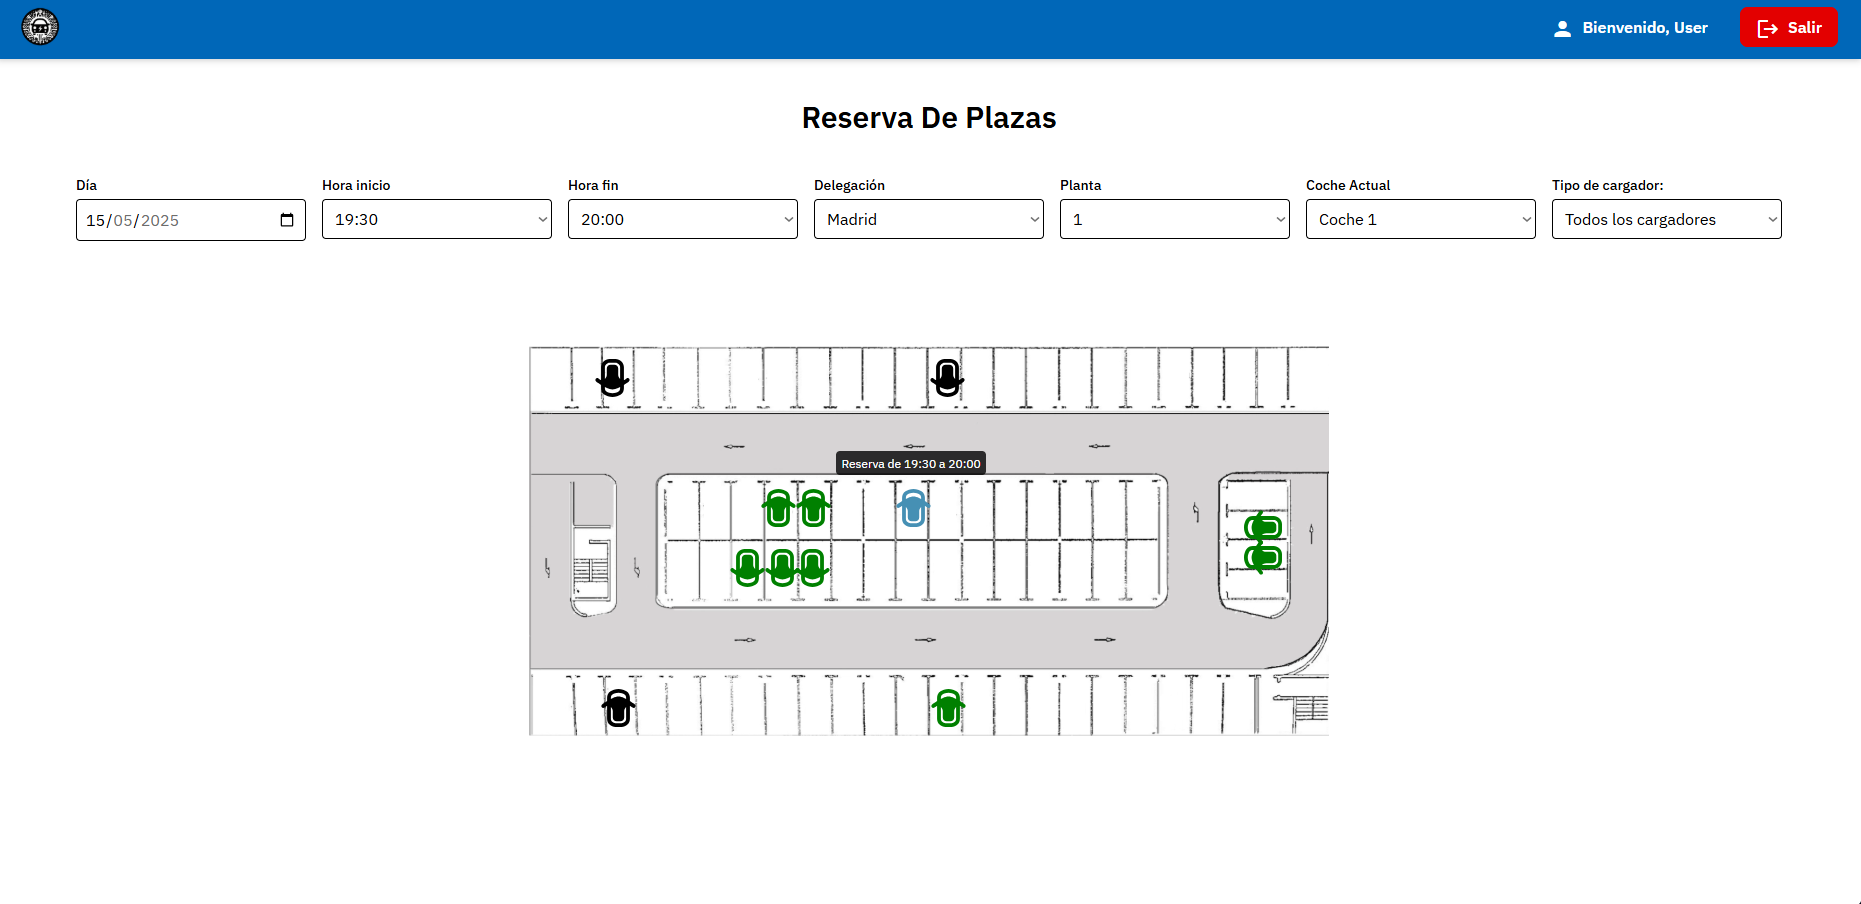 Bienvenido, User
Salir
Reserva De Plazas
Día
Hora inicio
Hora fin
Delegación
Planta
Coche Actual
Tipo de cargador:
15/05/2025
19:30
20:00
Madrid
1
Coche 1
Todos los cargadores
Reserva de 19:30 a 20:00